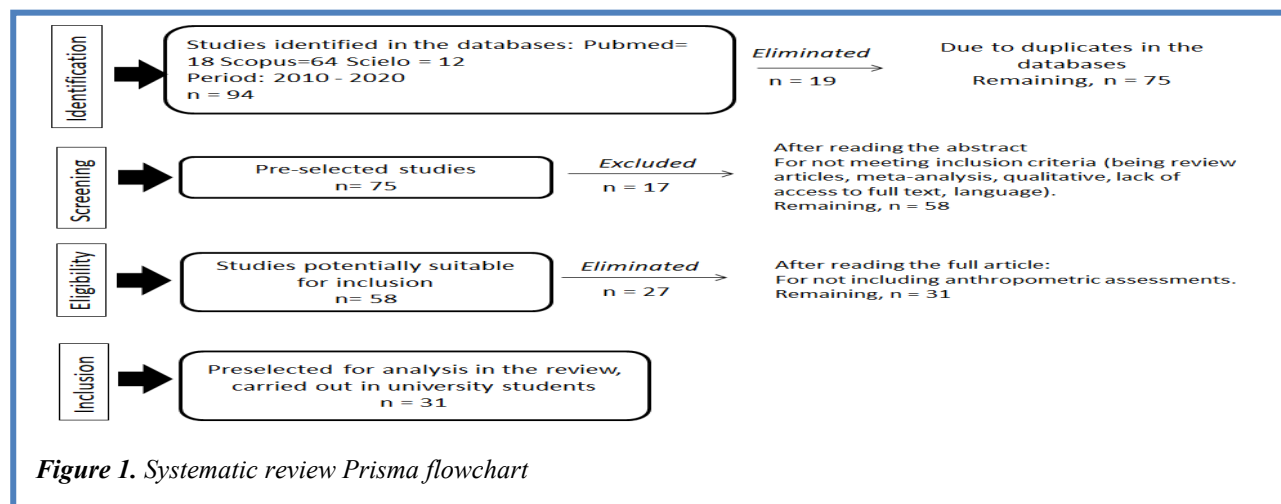 Identification
Studies identified in the databases: Pubmed=
18 Scopus=64 Scielo = 12
Period: 2010 - 2020
n = 94
Eliminated
n = 19
Due to duplicates in the
databases
Remaining, n = 75
Screening
Pre-selected studies
n= 75
Excluded
n = 17
After reading the abstract
For not meeting inclusion criteria (being review
articles, meta-analysis, qualitative, lack of
access to full text, language).
Remaining, n = 58
Eligibility
Studies potentially suitable
for inclusion
n= 58
Eliminated
n = 27
After reading the full article:
For not including anthropometric assessments.
Remaining, n = 31
Inclusion
Preselected for analysis in the review,
carried out in university students
n = 31
Figure 1. Systematic review Prisma flowchart